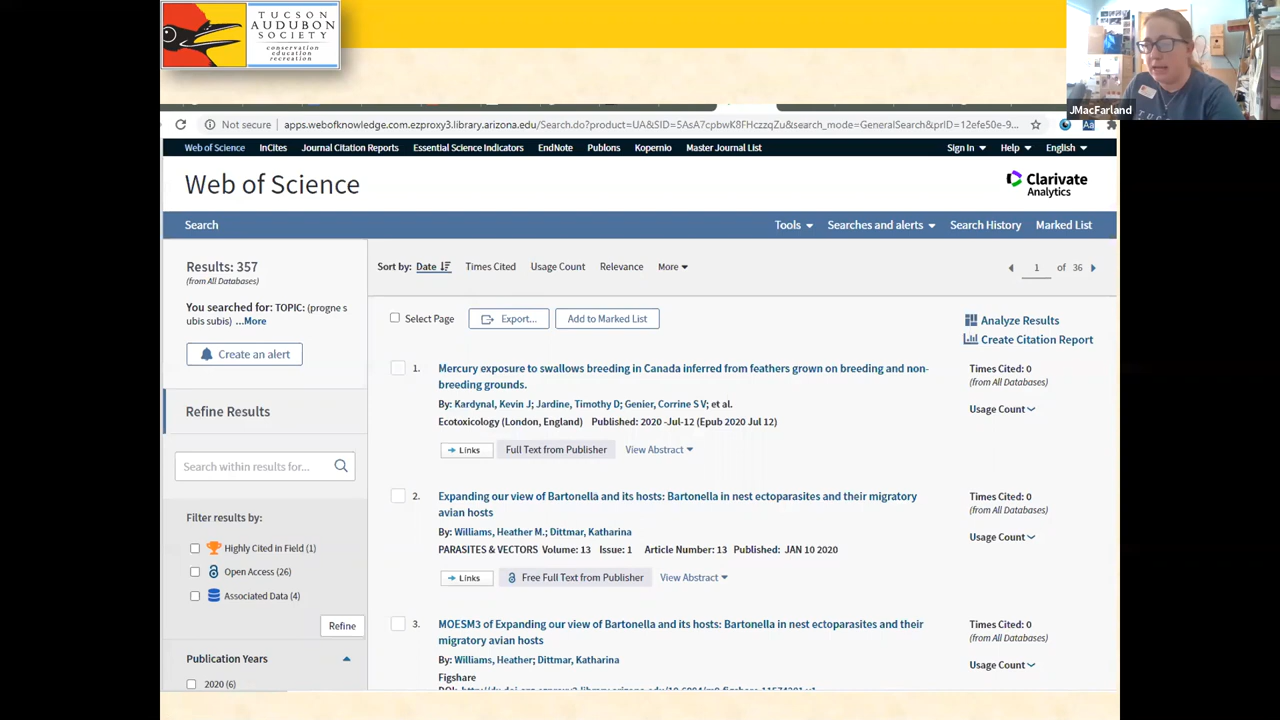 TUCSON
AUDUBON
SOCIETY
conservation
education
recreation
JMacFarland
Not secure apps.webofknowledge.com.ezproxy3.library.arizona.edu/Search.do?product=UA&SID=5AsA7cpbwK8FHczzqZu&search_mode=GeneralSearch&prID=12efe50e-9...
Web of Science InCites Journal Citation Reports Essential Science Indicators EndNote Publons Kopernio Master Journal List Sign In Help English
Web of Science
Clarivate
Analytics
Search Tools Searches and alerts Search History Marked List
Results: 357
(from All Databases)
You searched for: TOPIC: (progne s
ubis subis) ...More
Create an alert
Refine Results
Search within results for...
Filter results by:
Highly Cited in Field (1)
Open Access (26)
Associated Data (4)
Refine
Publication Years
2020 (6)
Sort by: Date Times Cited Usage Count Relevance More
1 of 36
Select Page Export... Add to Marked List
Analyze Results
Create Citation Report
1. Mercury exposure to swallows breeding in Canada inferred from feathers grown on breeding and non-
breeding grounds.
By: Kardynal, Kevin J; Jardine, Timothy D; Genier, Corrine S V; et al.
Ecotoxicology (London, England) Published: 2020 -Jul-12 (Epub 2020 Jul 12)
Links Full Text from Publisher View Abstract
Times Cited: 0
(from All Databases)
Usage Count
2. Expanding our view of Bartonella and its hosts: Bartonella in nest ectoparasites and their migratory
avian hosts
By: Williams, Heather M.; Dittmar, Katharina
PARASITES & VECTORS Volume: 13 Issue: 1 Article Number: 13 Published: JAN 10 2020
Links Free Full Text from Publisher View Abstract
Times Cited: 0
(from All Databases)
Usage Count
3. MOESM3 of Expanding our view of Bartonella and its hosts: Bartonella in nest ectoparasites and their
migratory avian hosts
By: Williams, Heather; Dittmar, Katharina
Figshare
Times Cited: 0
(from All Databases)
Usage Count